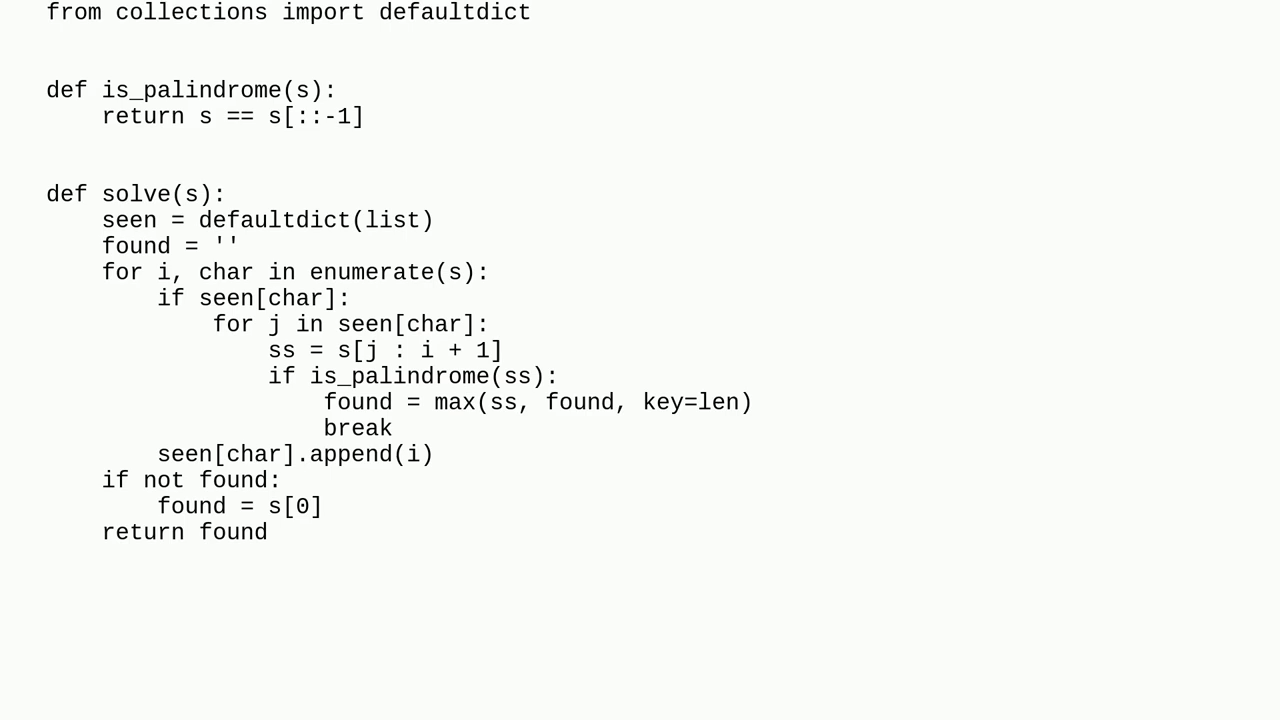 from collections import defaultdict
def is_palindrome(s):
    return s == s[::-1]
def solve(s):
    seen = defaultdict(list)
    found = ''
    for i, char in enumerate(s):
        if seen[char]:
            for j in seen[char]:
                ss = s[j : i + 1]
                if is_palindrome(ss):
                    found = max(ss, found, key=len)
                    break
        seen[char].append(i)
    if not found:
        found = s[0]
    return found